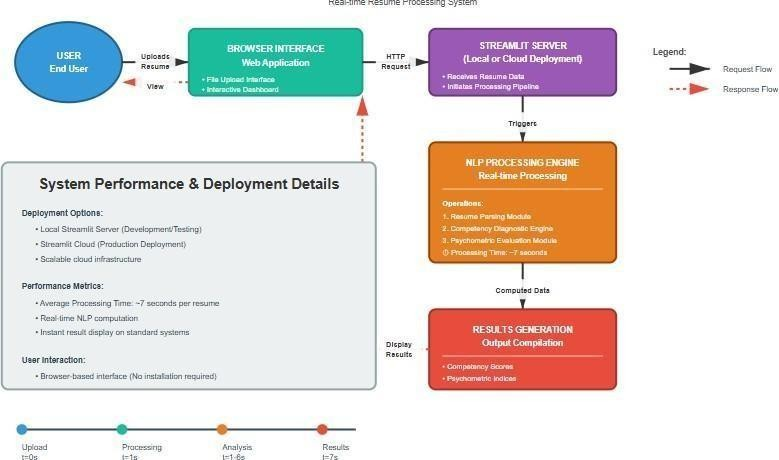 Real-time Resume Processing System
USER
End User
Uploads
Resume
View
BROWSER INTERFACE
Web Application
• File Upload Interface
• Interactive Dashboard
HTTP
Request
STREAMLIT SERVER
(Local or Cloud Deployment)
• Receives Resume Data
• Initiates Processing Pipeline
Legend:
Request Flow
Response Flow
Triggers
NLP PROCESSING ENGINE
Real-time Processing
Operations:
1. Resume Parsing Module
2. Competency Diagnostic Engine
3. Psychometric Evaluation Module
⏱ Processing Time: ~7 seconds
Computed Data
RESULTS GENERATION
Output Compilation
• Competency Scores
• Psychometric Indices
Display
Results
System Performance & Deployment Details
Deployment Options:
• Local Streamlit Server (Development/Testing)
• Streamlit Cloud (Production Deployment)
• Scalable cloud infrastructure
Performance Metrics:
• Average Processing Time: ~7 seconds per resume
• Real-time NLP computation
• Instant result display on standard systems
User Interaction:
• Browser-based interface (No installation required)
Upload
t=0s
Processing
t=1s
Analysis
t=1-6s
Results
t=7s